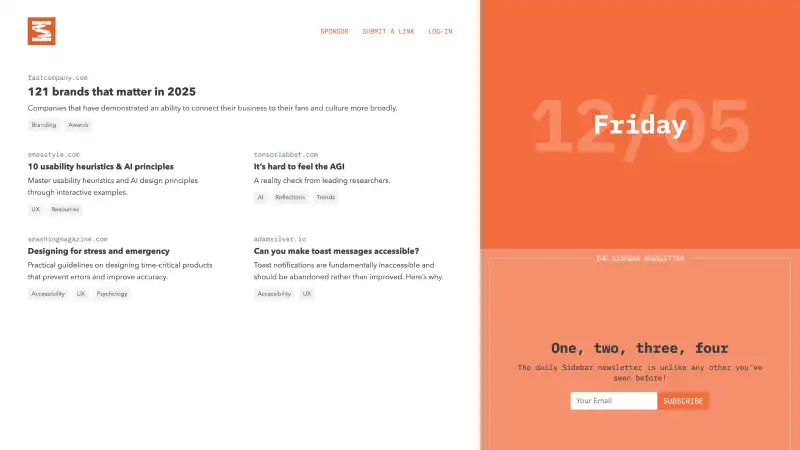 SPONSOR SUBMIT A LINK LOG-IN
fastcompany.com
121 brands that matter in 2025
Companies that have demonstrated an ability to connect their business to their fans and culture more broadly.
Branding Awards
tensorlabbet.com
10 usability heuristics & AI principles
Master usability heuristics and AI design principles
through interactive examples.
UX Resources
It's hard to feel the AGI
A reality check from leading researchers.
AI Reflections Trends
smashingmagazine.com
Designing for stress and emergency
Practical guidelines on designing time-critical products
that prevent errors and improve accuracy.
Accessibility UX Psychology
adamsilver.io
Can you make toast messages accessible?
Toast notifications are fundamentally inaccessible and
should be abandoned rather than improved. Here's why.
Accessibility UX
12/05
Friday
THE SIDEBAR NEWSLETTER
One, two, three, four
The daily Sidebar newsletter is unlike any other you've
seen before!
Your Email SUBSCRIBE